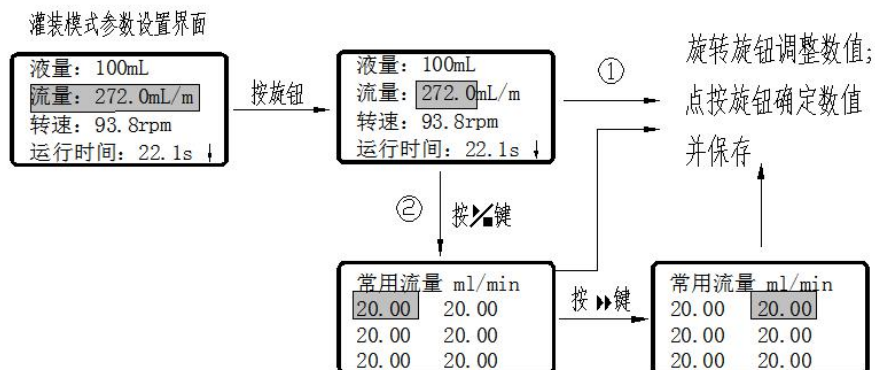 灌装模式参数设置界面
液量: 100mL
流量: 272.0mL/m
转速: 93.8rpm
运行时间: 22.1s
按旋钮
液量: 100mL
流量: 272.0mL/m
转速: 93.8rpm
运行时间: 22.1s
①
旋转旋钮调整数值;
点按旋钮确定数值
并保存
②
按键
常用流量 ml/min
20.00 20.00
20.00 20.00
20.00 20.00
按键
常用流量 ml/min
20.00 20.00
20.00 20.00
20.00 20.00